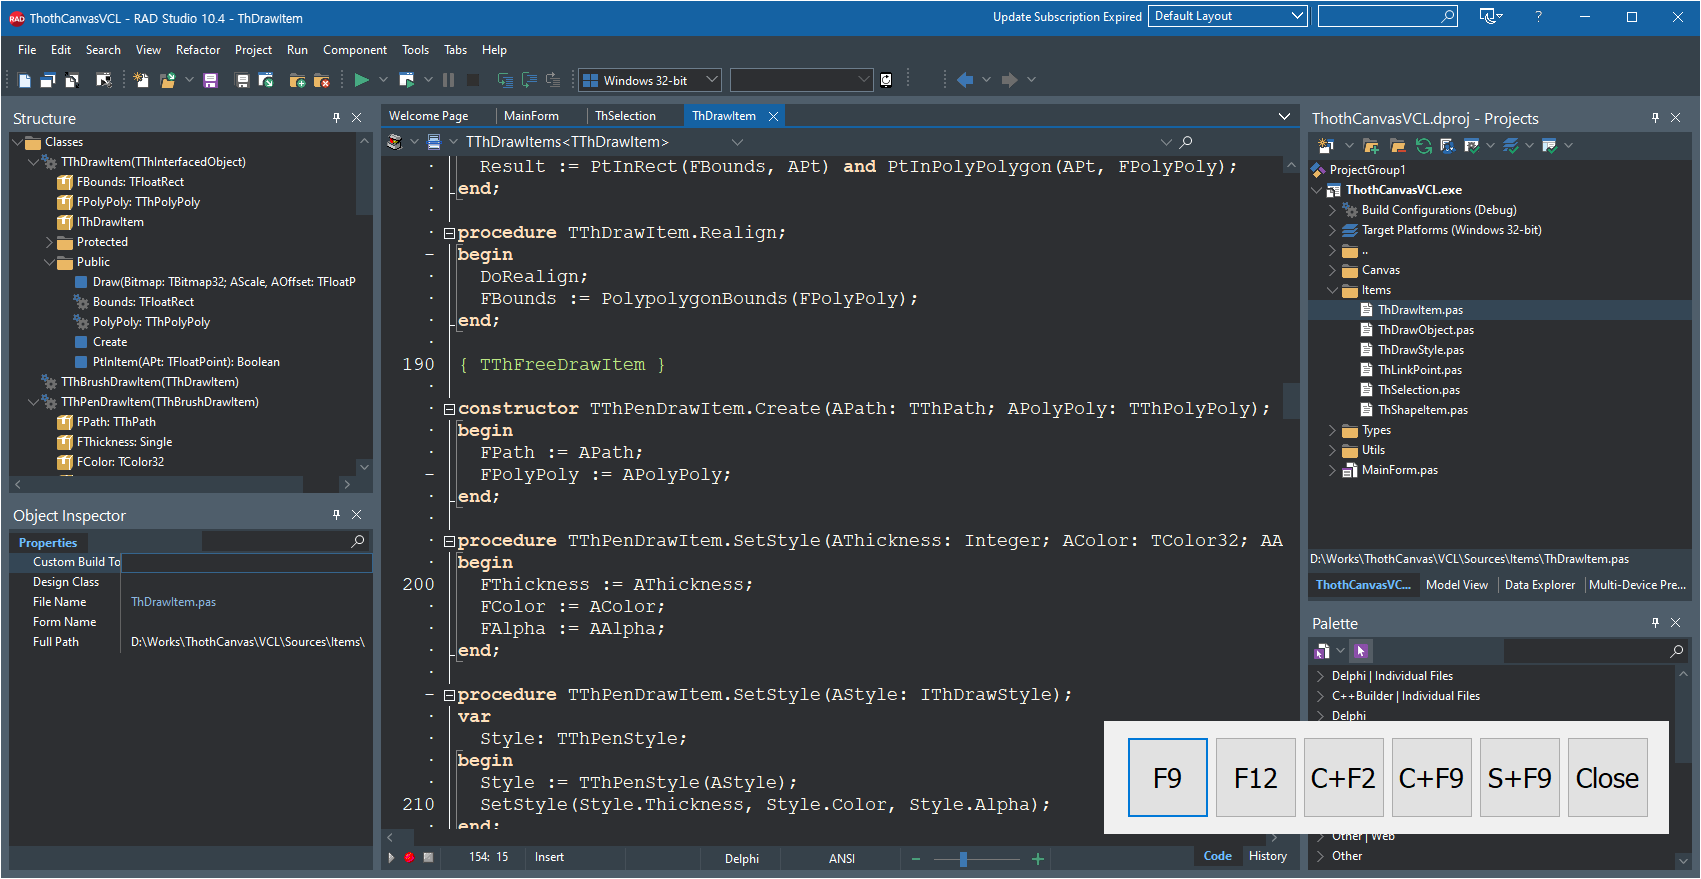 RAD ThothCanvasVCL - RAD Studio 10.4 - ThDrawItem
Update Subscription Expired
Default Layout
?
File Edit Search View Refactor Project Run Component Tools Tabs Help
Windows 32-bit
Structure
Classes
TThDrawItem(TThInterfacedObject)
FBounds: TFloatRect
FPolyPoly: TThPolyPoly
IThDrawItem
Protected
Public
Draw(Bitmap: TBitmap32; AScale, AOffset: TFloatP
Bounds: TFloatRect
PolyPoly: TThPolyPoly
Create
PtInItem(APt: TFloatPoint): Boolean
TThBrushDrawItem(TThDrawItem)
TThPenDrawItem(TThBrushDrawItem)
FPath: TThPath
FThickness: Single
FColor: TColor32
Object Inspector
Properties
Custom Build To
Design Class
File Name ThDrawItem.pas
Form Name
Full Path D:\Works\ThothCanvas\VCL\Sources\Items\
Welcome Page MainForm ThSelection ThDrawItem
TThDrawItems<TThDrawItem>
Result := PtInRect(FBounds, APt) and PtInPolyPolygon(APt, FPolyPoly);
end;
procedure TThDrawItem.Realign;
begin
DoRealign;
FBounds := PolypolygonBounds(FPolyPoly);
end;
190 { TThFreeDrawItem }
constructor TThPenDrawItem.Create(APath: TThPath; APolyPoly: TThPolyPoly);
begin
FPath := APath;
FPolyPoly := APolyPoly;
end;
procedure TThPenDrawItem.SetStyle(AThickness: Integer; AColor: TColor32; AA
begin
200 FThickness := AThickness;
FColor := AColor;
FAlpha := AAlpha;
end;
procedure TThPenDrawItem.SetStyle(AStyle: IThDrawStyle);
var
Style: TThPenStyle;
begin
Style := TThPenStyle(AStyle);
210 SetStyle(Style.Thickness, Style.Color, Style.Alpha);
end;
154: 15 Insert Delphi ANSI Code History
ThothCanvasVCL.dproj - Projects
ProjectGroup1
ThothCanvasVCL.exe
Build Configurations (Debug)
Target Platforms (Windows 32-bit)
..
Canvas
Items
ThDrawItem.pas
ThDrawObject.pas
ThDrawStyle.pas
ThLinkPoint.pas
ThSelection.pas
ThShapeItem.pas
Types
Utils
MainForm.pas
D:\Works\ThothCanvas\VCL\Sources\Items\ThDrawItem.pas
ThothCanvasVC... Model View Data Explorer Multi-Device Pre...
Palette
Delphi | Individual Files
C++Builder | Individual Files
Delphi
F9 F12 C+F2 C+F9 S+F9 Close
Other | Web
Other